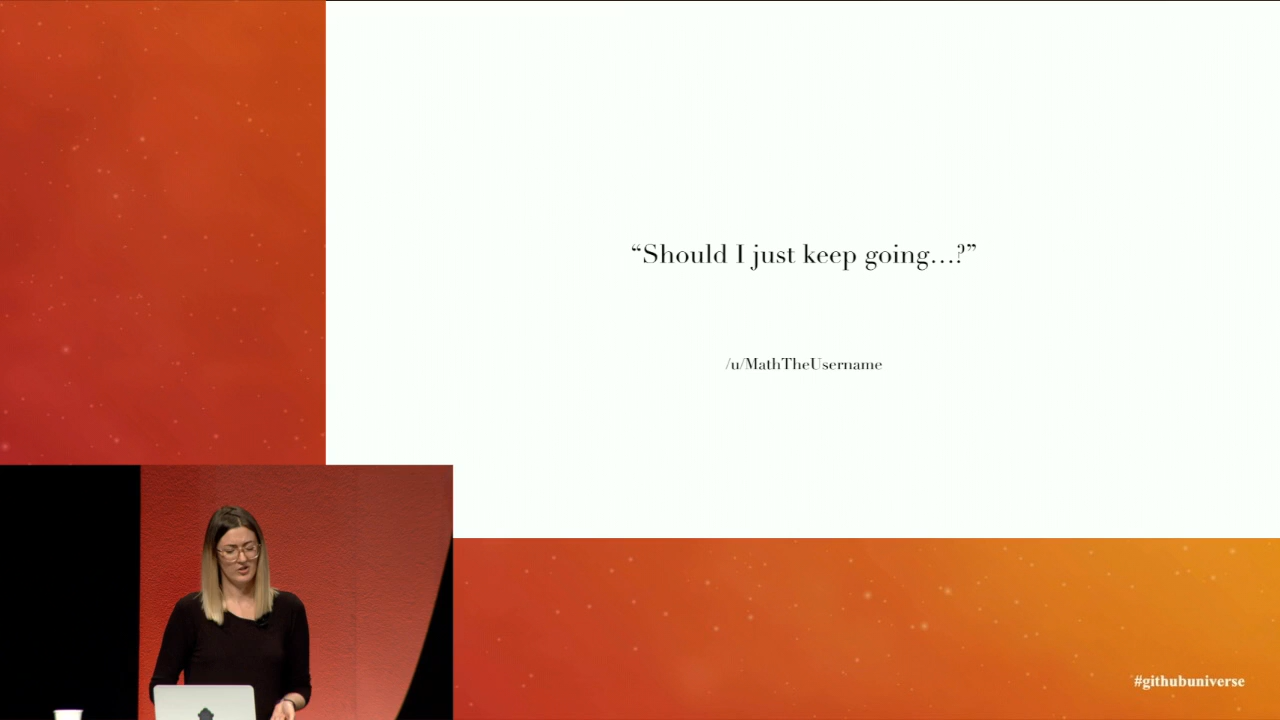 “Should I just keep going...?”
/u/MathTheUsername
#githubuniverse